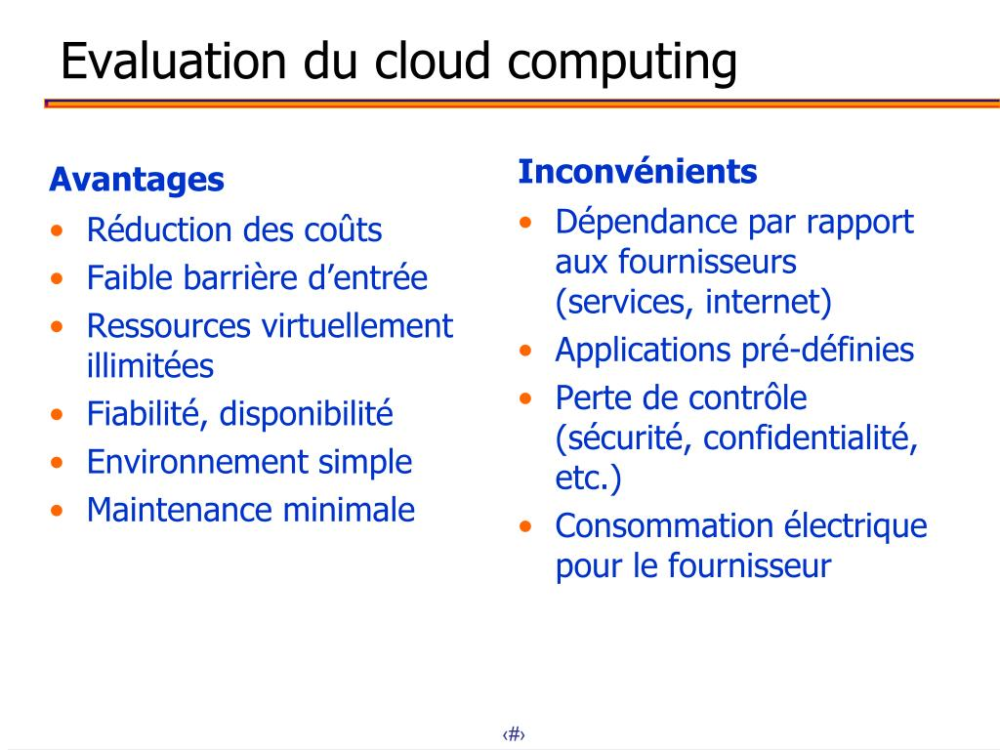 Evaluation du cloud computing
Avantages
• Réduction des coûts
• Faible barrière d’entrée
• Ressources virtuellement
illimitées
• Fiabilité, disponibilité
• Environnement simple
• Maintenance minimale
Inconvénients
• Dépendance par rapport
aux fournisseurs
(services, internet)
• Applications pré-définies
• Perte de contrôle
(sécurité, confidentialité,
etc.)
• Consommation électrique
pour le fournisseur
‹#›